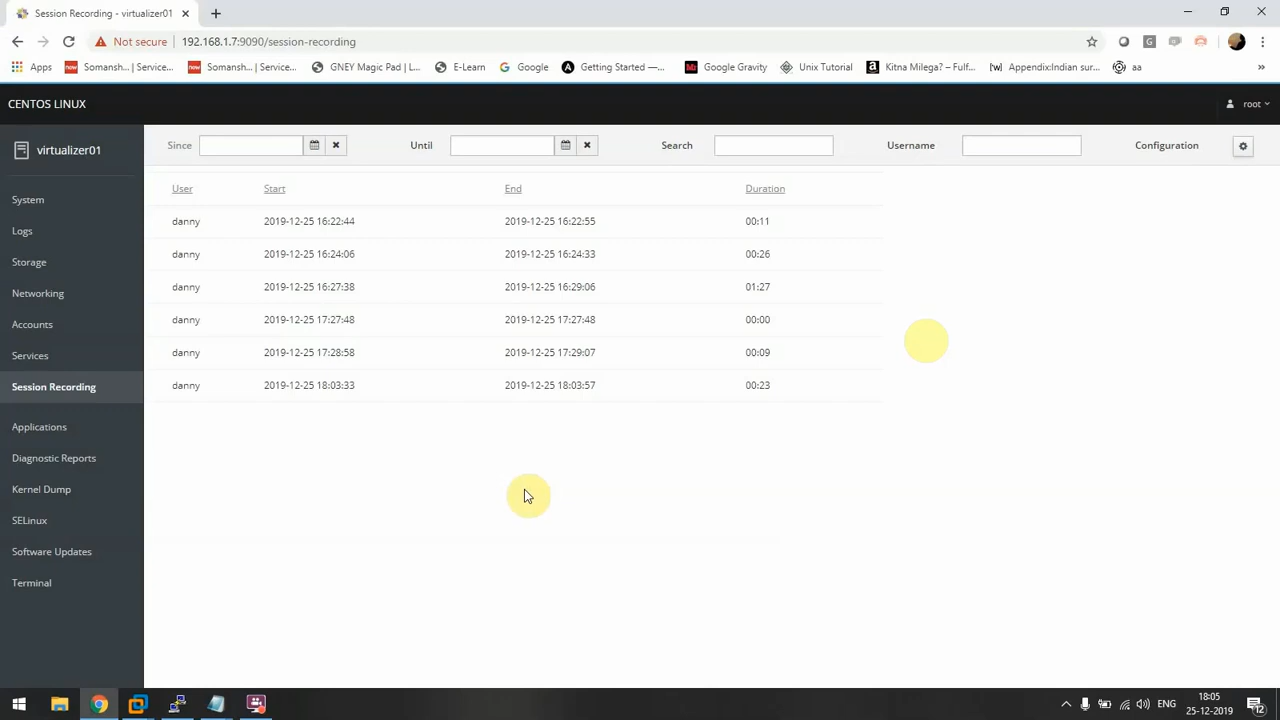 Session Recording - virtualizer01
Not secure 192.168.1.7:9090/session-recording
Apps Somansh... | Service... Somansh... | Service... GNEY Magic Pad | L... E-Learn Google Getting Started —... Google Gravity Unix Tutorial Kitna Milega? – Fulf... Appendix:Indian sur... aa
CENTOS LINUX root
virtualizer01
Since Until Search Username Configuration
System
Logs
Storage
Networking
Accounts
Services
Session Recording
Applications
Diagnostic Reports
Kernel Dump
SELinux
Software Updates
Terminal
User Start End Duration
danny 2019-12-25 16:22:44 2019-12-25 16:22:55 00:11
danny 2019-12-25 16:24:06 2019-12-25 16:24:33 00:26
danny 2019-12-25 16:27:38 2019-12-25 16:29:06 01:27
danny 2019-12-25 17:27:48 2019-12-25 17:27:48 00:00
danny 2019-12-25 17:28:58 2019-12-25 17:29:07 00:09
danny 2019-12-25 18:03:33 2019-12-25 18:03:57 00:23
ENG
18:05
25-12-2019
12